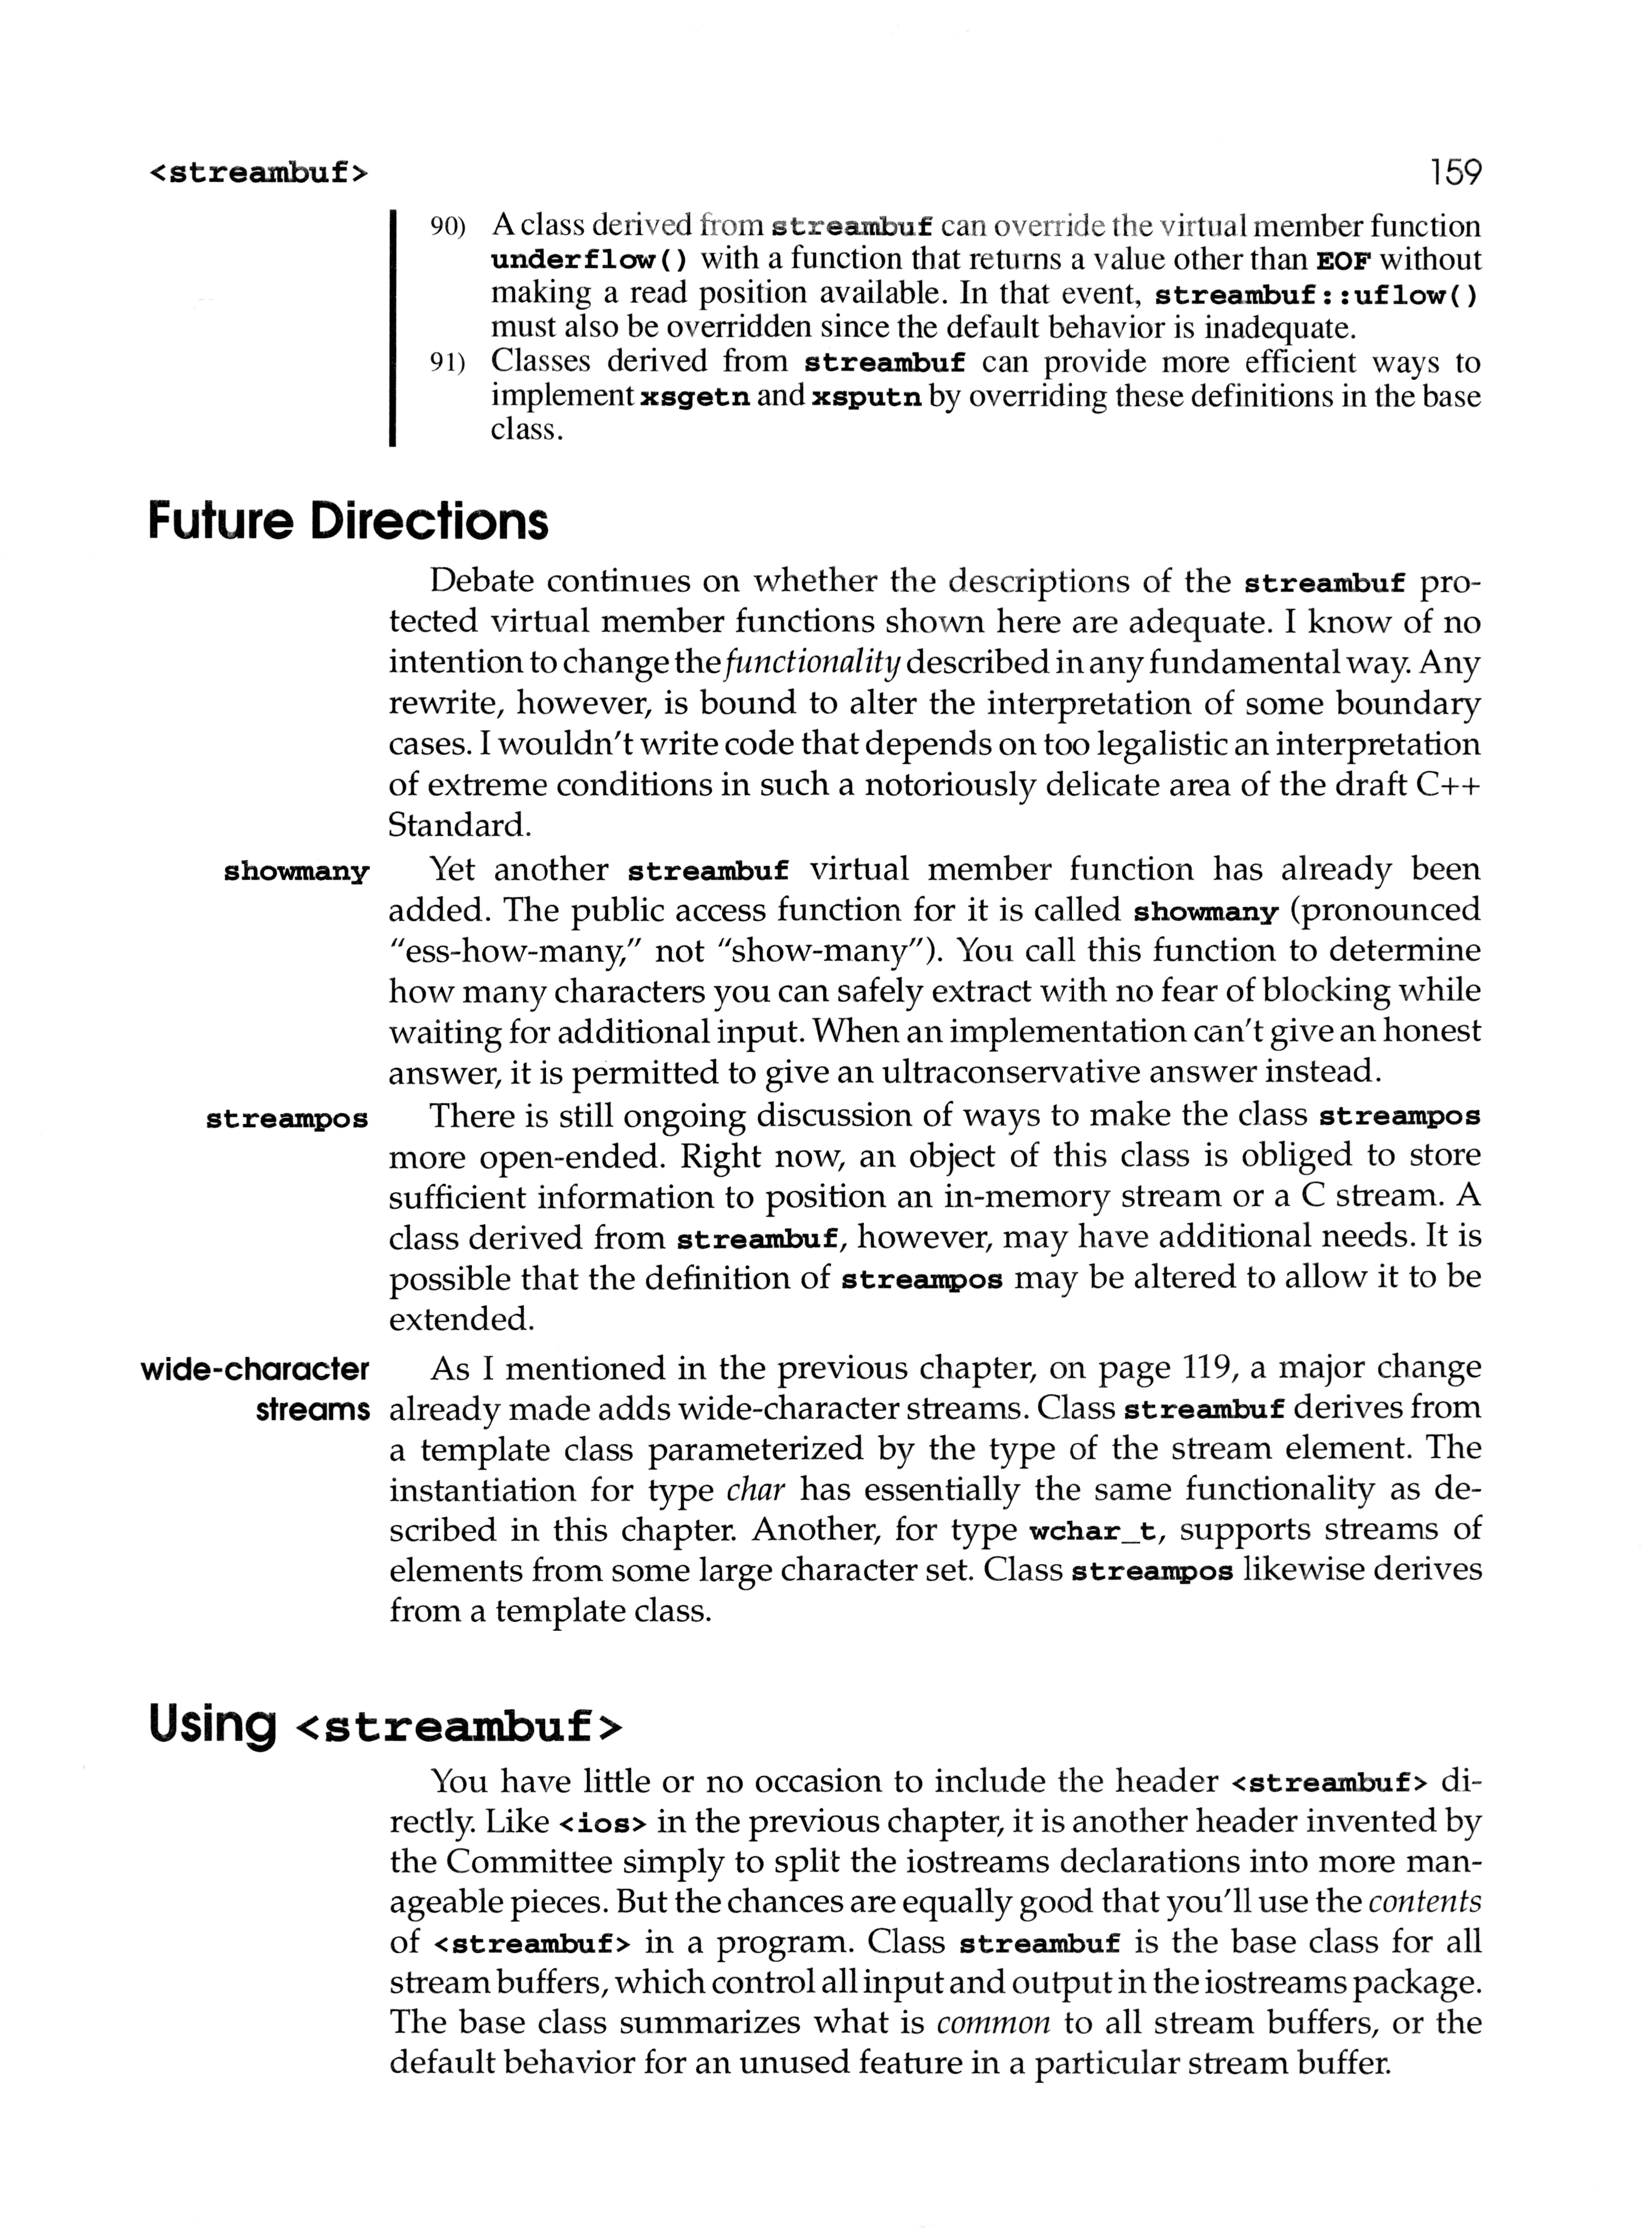 <streambuf> 159
90) A class derived from streambuf can override the virtual member function
underflow() with a function that returns a value other than EOF without
making a read position available. In that event, streambuf::uflow()
must also be overridden since the default behavior is inadequate.
91) Classes derived from streambuf can provide more efficient ways to
implement xsgetn and xsputn by overriding these definitions in the base
class.
Future Directions
Debate continues on whether the descriptions of the streambuf pro-
tected virtual member functions shown here are adequate. I know of no
intention to change the functionality described in any fundamental way. Any
rewrite, however, is bound to alter the interpretation of some boundary
cases. I wouldn't write code that depends on too legalistic an interpretation
of extreme conditions in such a notoriously delicate area of the draft C++
Standard.
showmany Yet another streambuf virtual member function has already been
added. The public access function for it is called showmany (pronounced
"ess-how-many," not "show-many"). You call this function to determine
how many characters you can safely extract with no fear of blocking while
waiting for additional input. When an implementation can't give an honest
answer, it is permitted to give an ultraconservative answer instead.
streampos There is still ongoing discussion of ways to make the class streampos
more open-ended. Right now, an object of this class is obliged to store
sufficient information to position an in-memory stream or a C stream. A
class derived from streambuf, however, may have additional needs. It is
possible that the definition of streampos may be altered to allow it to be
extended.
wide-character As I mentioned in the previous chapter, on page 119, a major change
streams already made adds wide-character streams. Class streambuf derives from
a template class parameterized by the type of the stream element. The
instantiation for type char has essentially the same functionality as de-
scribed in this chapter. Another, for type wchar_t, supports streams of
elements from some large character set. Class streampos likewise derives
from a template class.
Using <streambuf>
You have little or no occasion to include the header <streambuf> di-
rectly. Like <ios> in the previous chapter, it is another header invented by
the Committee simply to split the iostreams declarations into more man-
ageable pieces. But the chances are equally good that you'll use the contents
of <streambuf> in a program. Class streambuf is the base class for all
stream buffers, which control all input and output in the iostreams package.
The base class summarizes what is common to all stream buffers, or the
default behavior for an unused feature in a particular stream buffer.